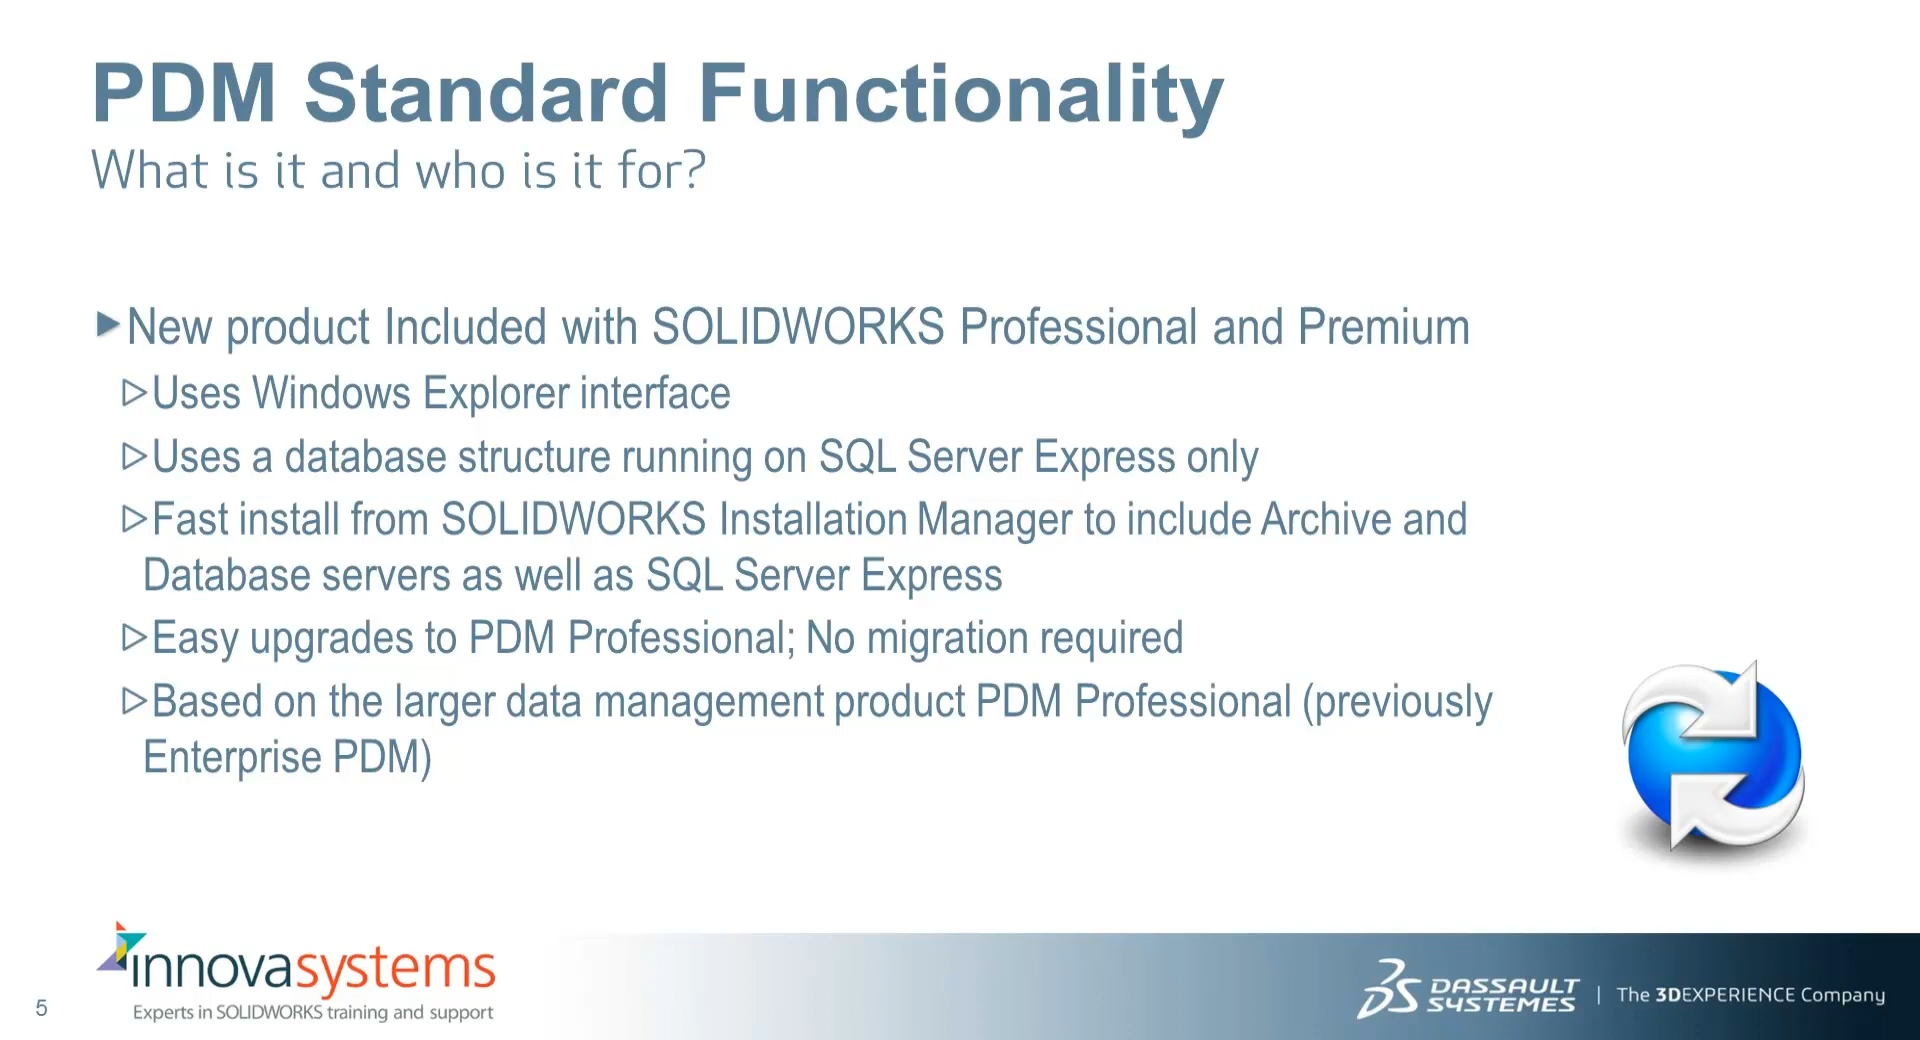 PDM Standard Functionality
What is it and who is it for?
New product Included with SOLIDWORKS Professional and Premium
Uses Windows Explorer interface
Uses a database structure running on SQL Server Express only
Fast install from SOLIDWORKS Installation Manager to include Archive and
Database servers as well as SQL Server Express
Easy upgrades to PDM Professional; No migration required
Based on the larger data management product PDM Professional (previously
Enterprise PDM)
innovasystems
Experts in SOLIDWORKS training and support
5
DASSAULT
SYSTEMES
| The 3DEXPERIENCE Company